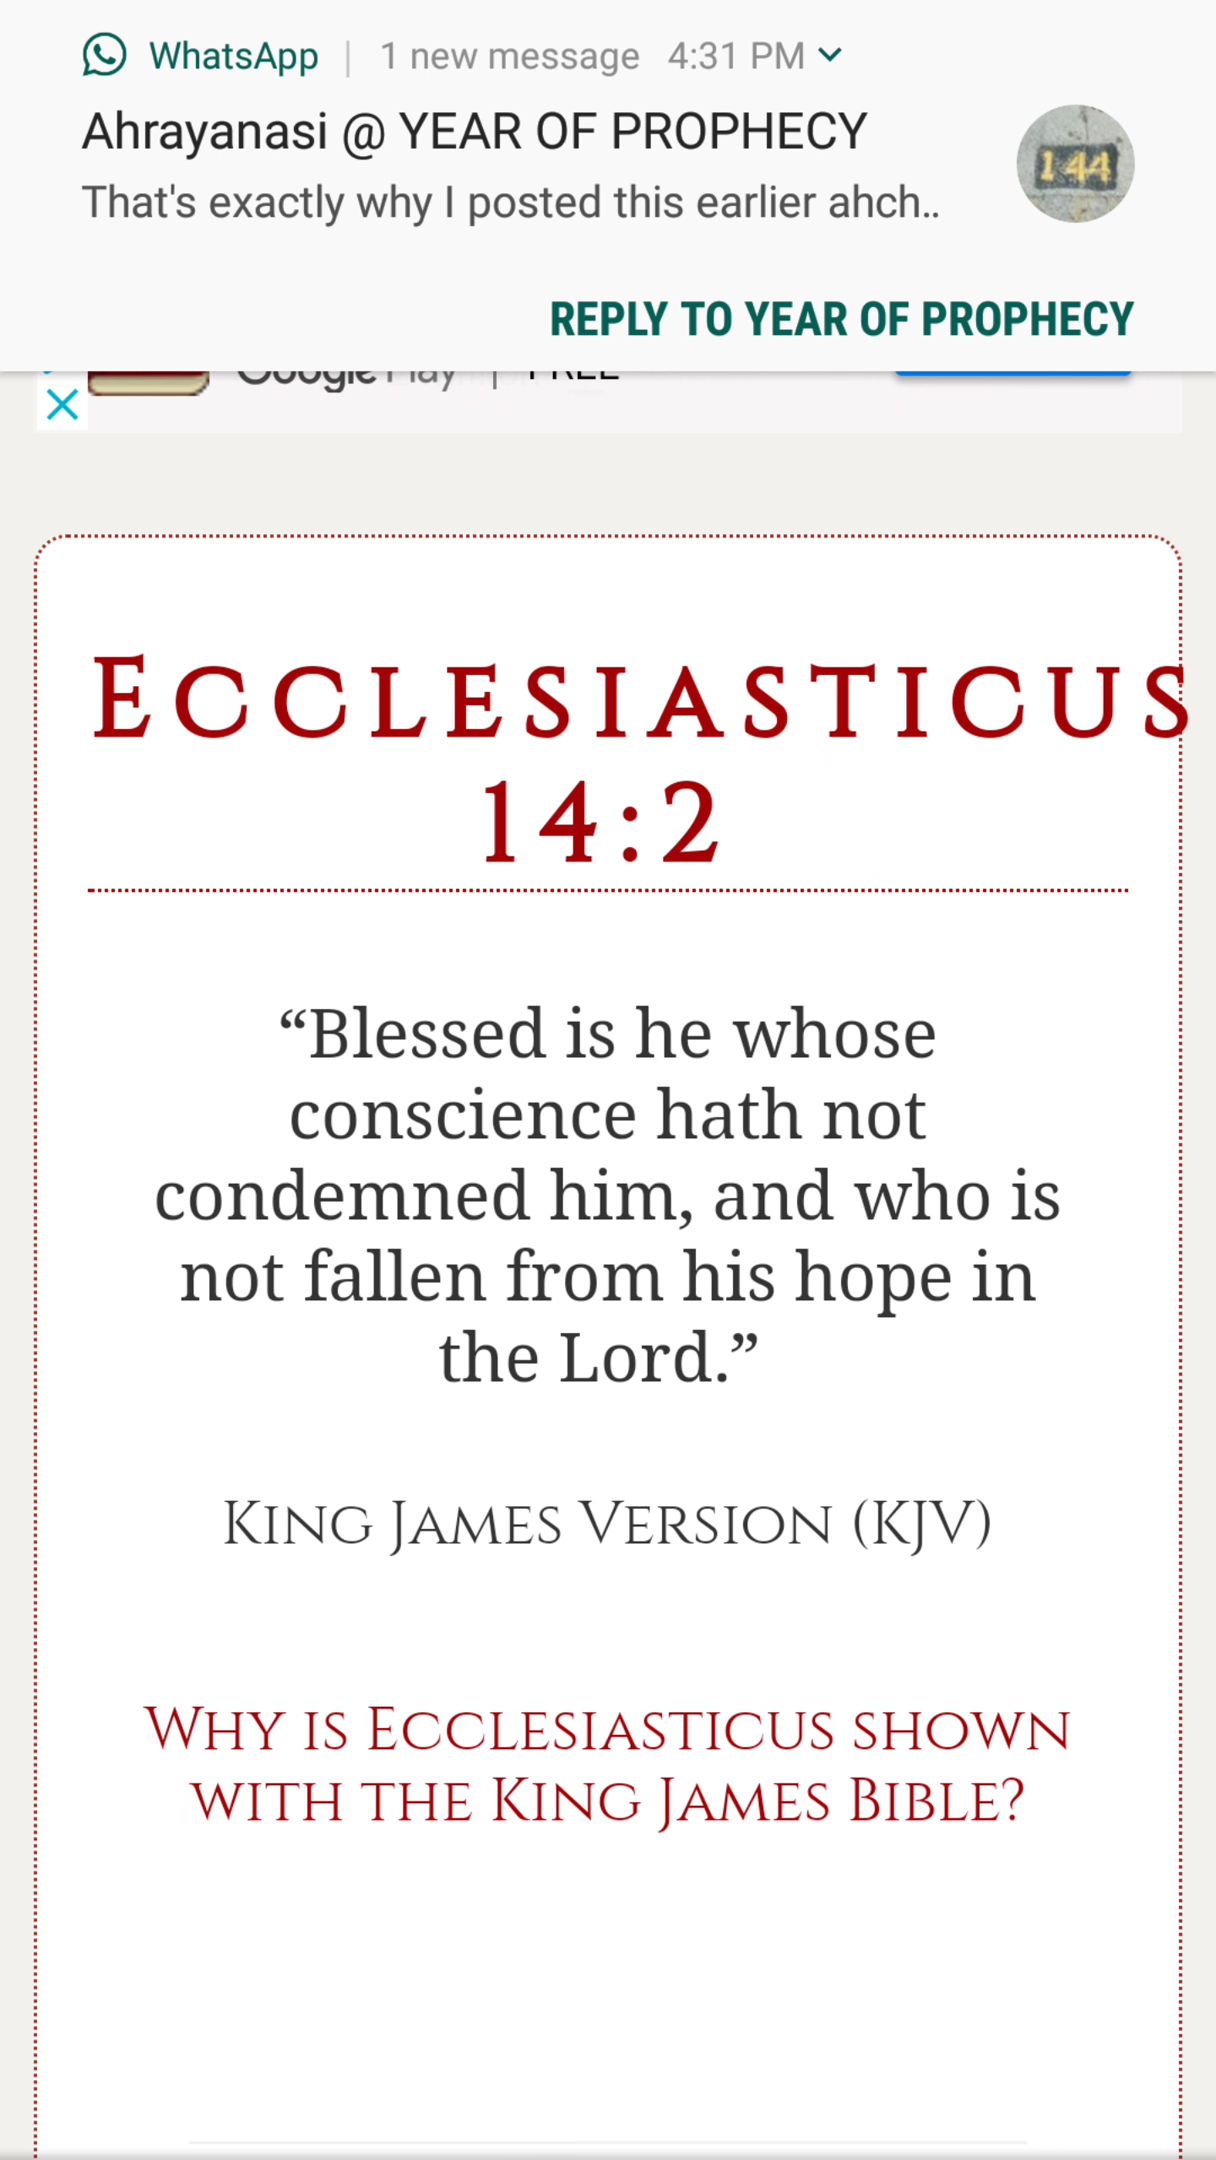 WhatsApp | 1 new message 4:31 PM
Ahrayanasi @ YEAR OF PROPHECY
That's exactly why I posted this earlier ahch..
144
REPLY TO YEAR OF PROPHECY
Google Play | FREE
Ecclesiasticus
14:2
“Blessed is he whose
conscience hath not
condemned him, and who is
not fallen from his hope in
the Lord.”
King James Version (KJV)
Why is Ecclesiasticus shown
with the King James Bible?